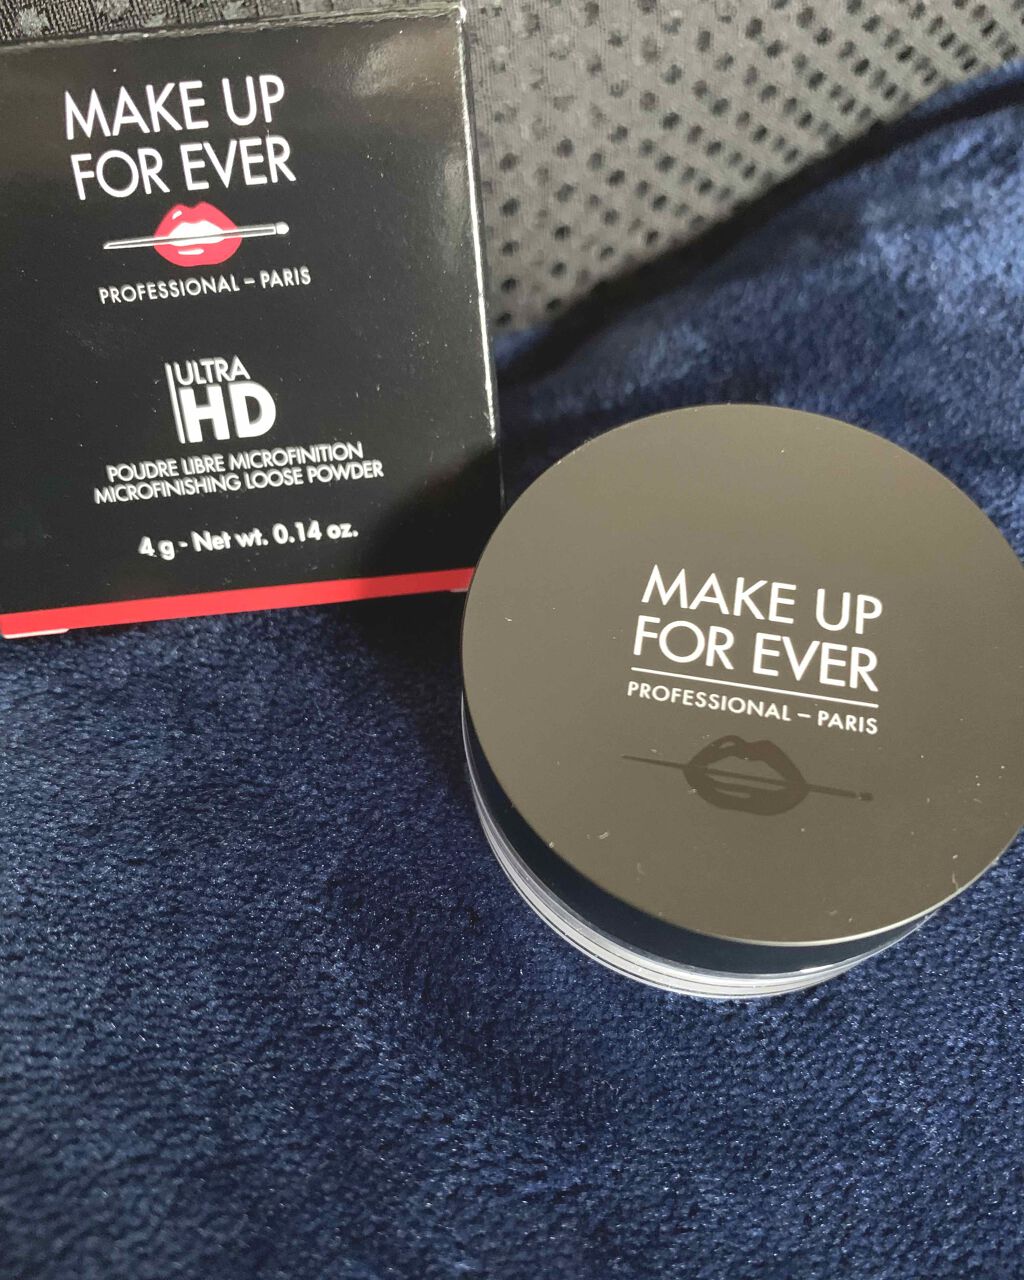 MAKE UP
FOR EVER
PROFESSIONAL – PARIS
ULTRA
HD
POUDRE LIBRE MICROFINITION
MICROFINISHING LOOSE POWDER
4 g - Net wt. 0.14 oz.
MAKE UP
FOR EVER
PROFESSIONAL – PARIS